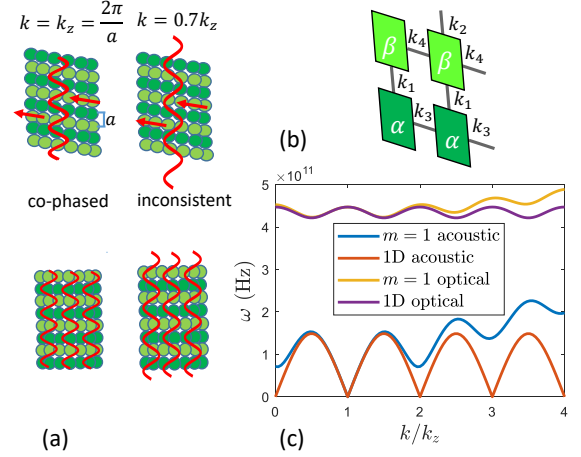 k = k_z = 2π/a
k = 0.7k_z
a
co-phased
inconsistent
(a)
β
β
k_2
k_4
k_4
k_1
k_1
α
α
k_3
k_3
(b)
× 10^11
5
4
3
2
1
0
ω (Hz)
m = 1 acoustic
1D acoustic
m = 1 optical
1D optical
0
1
2
3
4
k/k_z
(c)